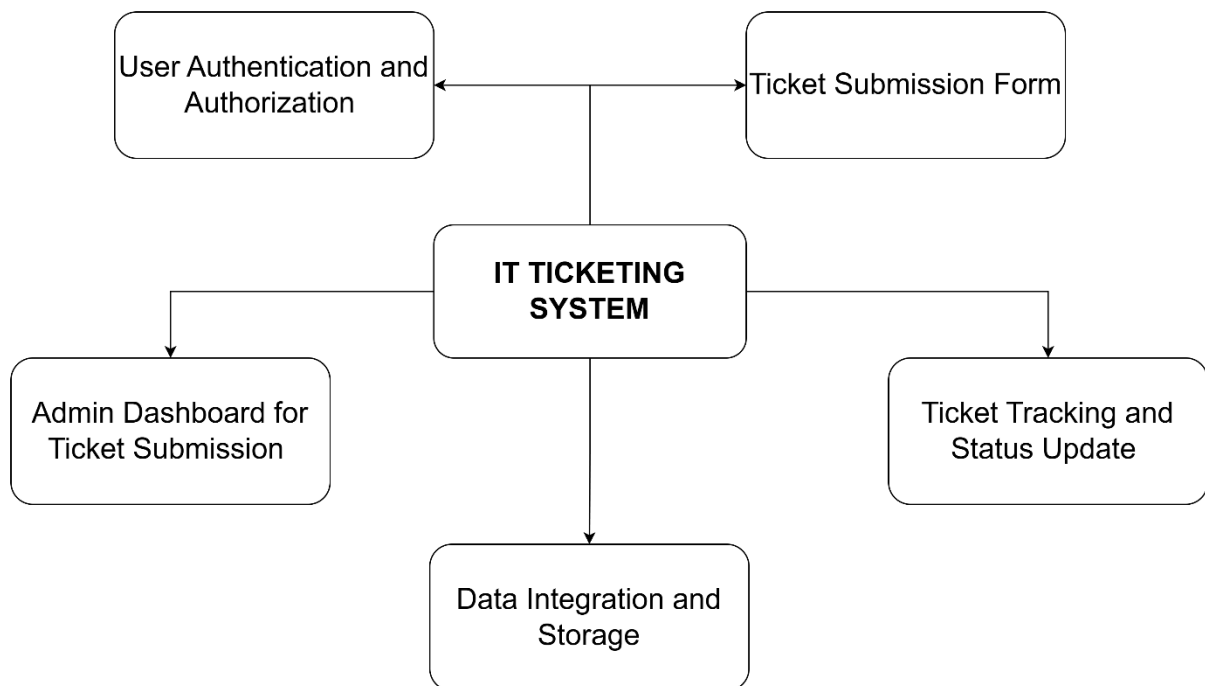 User Authentication and
Authorization
Ticket Submission Form
IT TICKETING
SYSTEM
Admin Dashboard for
Ticket Submission
Ticket Tracking and
Status Update
Data Integration and
Storage